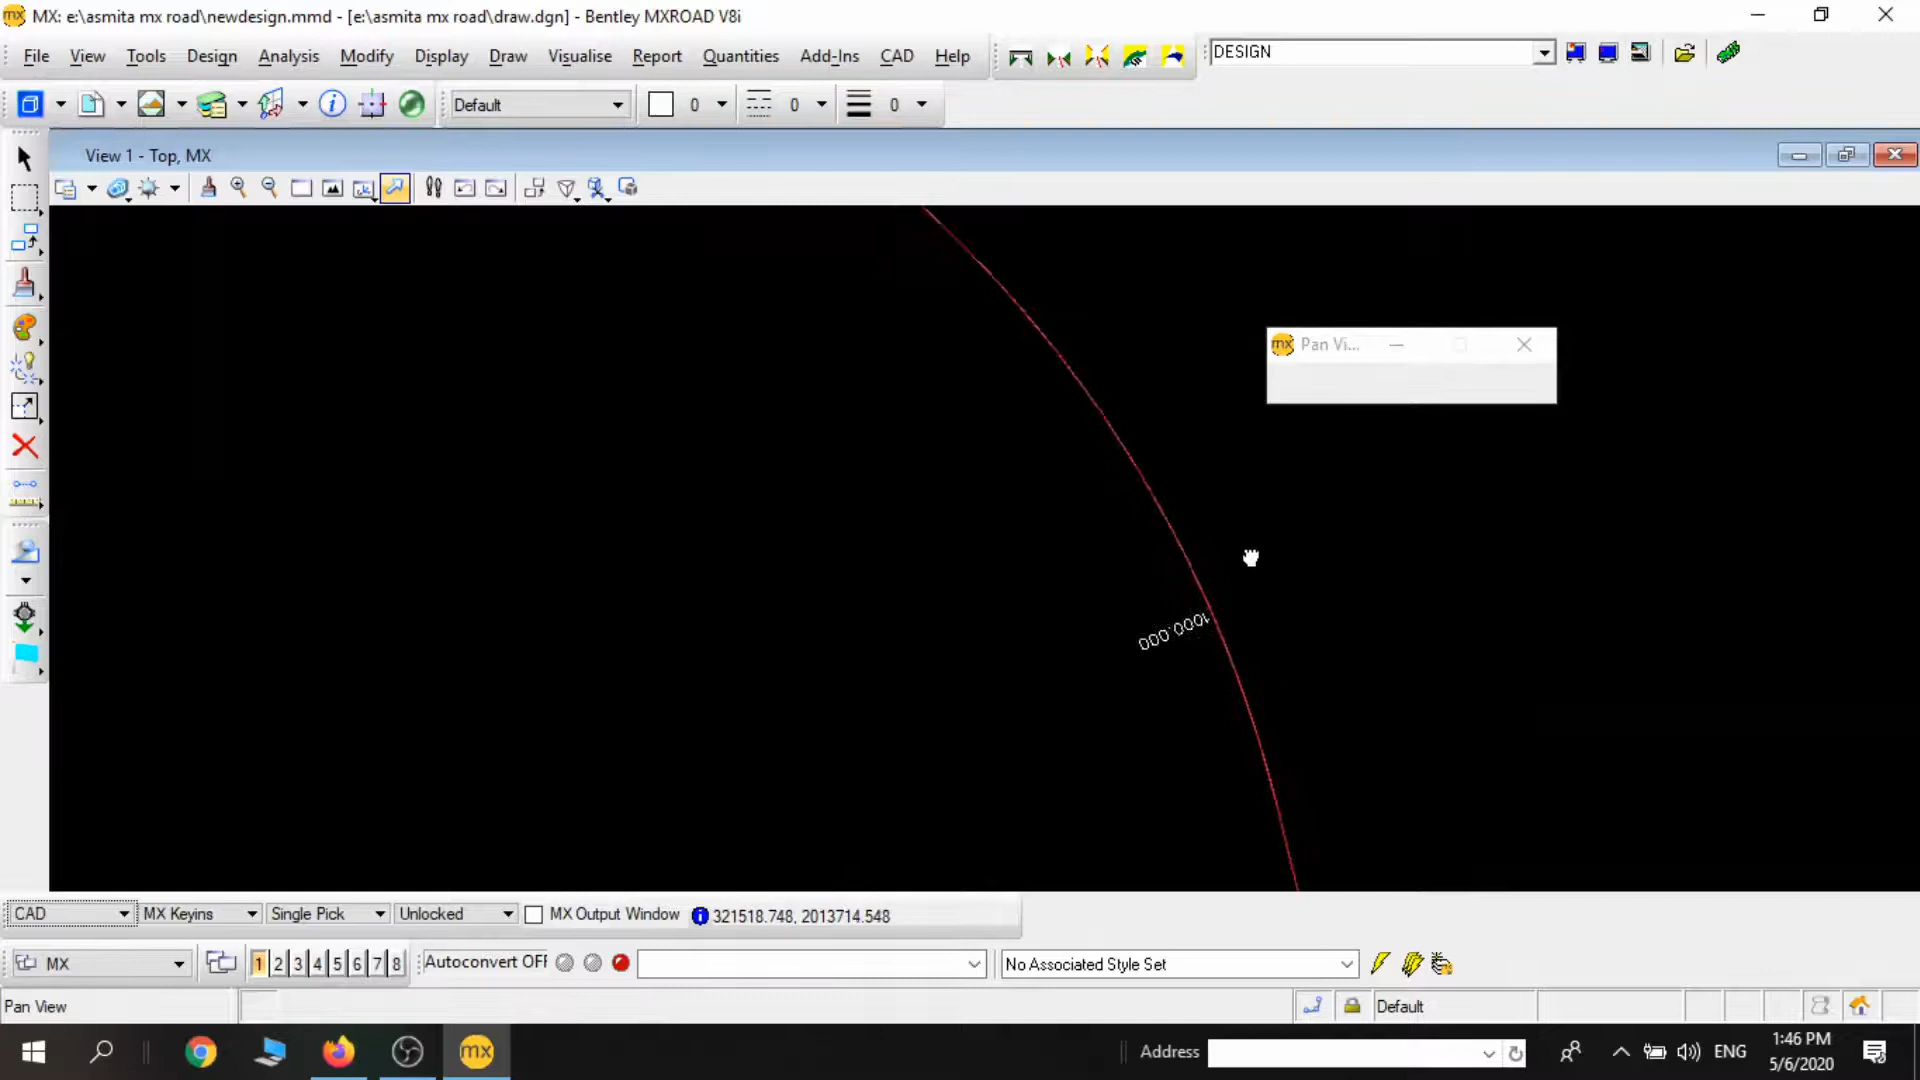 MX: e:\asmita mx road\newdesign.mmd - [e:\asmita mx road\draw.dgn] - Bentley MXROAD V8i
File View Tools Design Analysis Modify Display Draw Visualise Report Quantities Add-Ins CAD Help DESIGN
Default 0 0 0
View 1 - Top, MX
mx Pan Vi...
1000.000
CAD MX Keyins Single Pick Unlocked MX Output Window 321518.748, 2013714.548
MX 1 2 3 4 5 6 7 8 Autoconvert OFF No Associated Style Set
Pan View Default
mx Address ENG 1:46 PM
5/6/2020